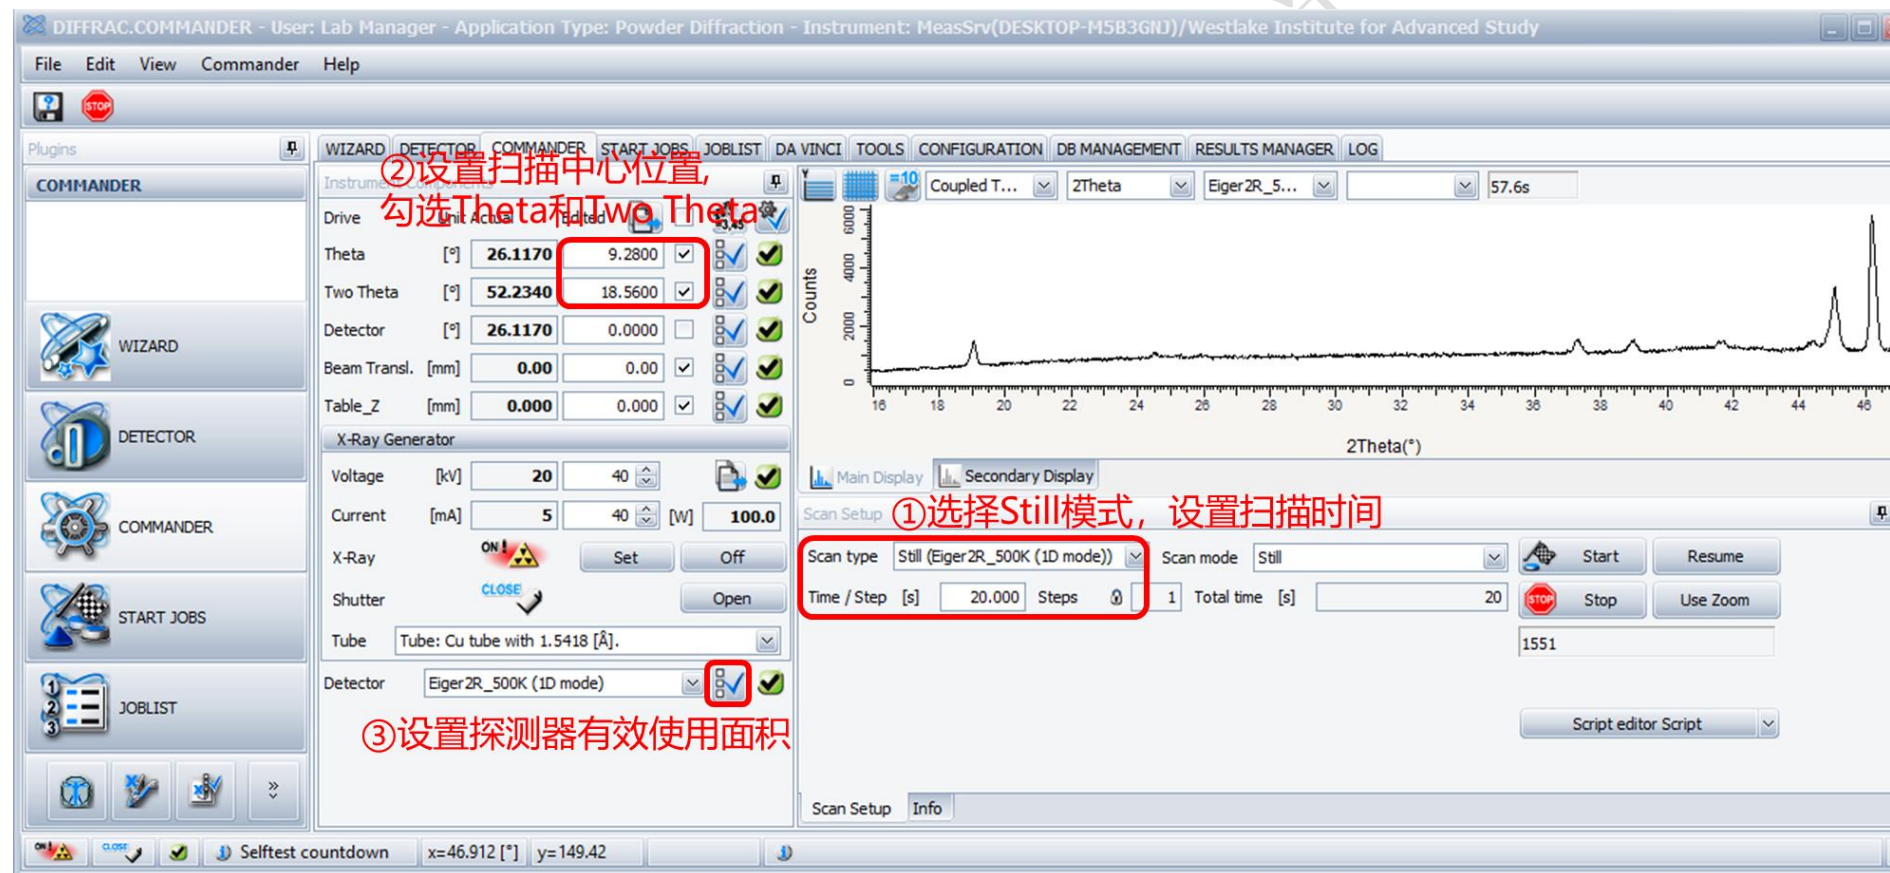 DIFFRAC.COMMANDER - User: Lab Manager - Application Type: Powder Diffraction - Instrument: MeasSrv(DESKTOP-M5B3GNJ)/Westlake Institute for Advanced Study
File Edit View Commander Help
STOP
Plugins
WIZARD DETECTOR COMMANDER START JOBS JOBLIST DA VINCI TOOLS CONFIGURATION DB MANAGEMENT RESULTS MANAGER LOG
②设置扫描中心位置,
勾选Theta和Two Theta
COMMANDER
WIZARD
DETECTOR
COMMANDER
START JOBS
JOBLIST
Instrument Components
Drive Unit Actual Edited
Theta [°] 26.1170 9.2800
Two Theta [°] 52.2340 18.5600
Detector [°] 26.1170 0.0000
Beam Transl. [mm] 0.00 0.00
Table_Z [mm] 0.000 0.000
X-Ray Generator
Voltage [kV] 20 40
Current [mA] 5 40 [W] 100.0
X-Ray ON! Set Off
Shutter CLOSE Open
Tube Tube: Cu tube with 1.5418 [Å].
Detector Eiger2R_500K (1D mode)
③设置探测器有效使用面积
Coupled T... 2Theta Eiger2R_5... 57.6s
Counts
6000
4000
2000
0
16 18 20 22 24 26 28 30 32 34 36 38 40 42 44 46
2Theta(°)
Main Display Secondary Display
Scan Setup
①选择Still模式，设置扫描时间
Scan type Still (Eiger2R_500K (1D mode)) Scan mode Still Start Resume
Time / Step [s] 20.000 Steps 1 Total time [s] 20 STOP Stop Use Zoom
1551
Script editor Script
Scan Setup Info
ON! CLOSE Selftest countdown x=46.912 [°] y=149.42